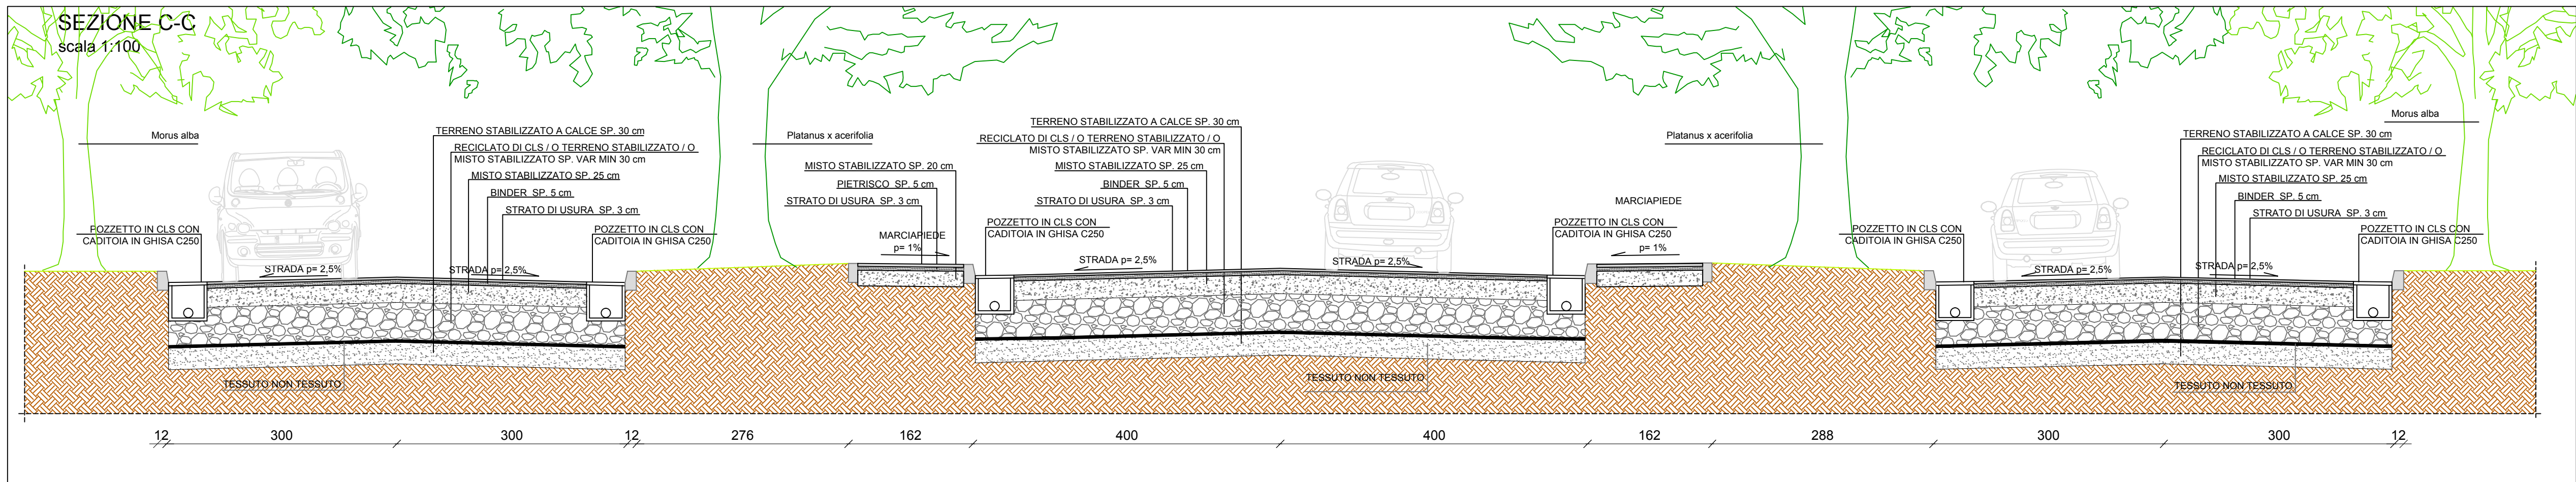 SEZIONE C-C
scala 1:100
Morus alba
POZZETTO IN CLS CON
CADITOIA IN GHISA C250
STRADA p= 2,5%
TERRENO STABILIZZATO A CALCE SP. 30 cm
RECICLATO DI CLS / O TERRENO STABILIZZATO / O
MISTO STABILIZZATO SP. VAR MIN 30 cm
MISTO STABILIZZATO SP. 25 cm
BINDER SP. 5 cm
STRATO DI USURA SP. 3 cm
POZZETTO IN CLS CON
CADITOIA IN GHISA C250
STRADA p= 2,5%
TESSUTO NON TESSUTO
Platanus x acerifolia
MISTO STABILIZZATO SP. 20 cm
PIETRISCO SP. 5 cm
STRATO DI USURA SP. 3 cm
MARCIAPIEDE
p= 1%
TERRENO STABILIZZATO A CALCE SP. 30 cm
RECICLATO DI CLS / O TERRENO STABILIZZATO / O
MISTO STABILIZZATO SP. VAR MIN 30 cm
MISTO STABILIZZATO SP. 25 cm
BINDER SP. 5 cm
STRATO DI USURA SP. 3 cm
POZZETTO IN CLS CON
CADITOIA IN GHISA C250
STRADA p= 2,5%
STRADA p= 2,5%
TESSUTO NON TESSUTO
POZZETTO IN CLS CON
CADITOIA IN GHISA C250
MARCIAPIEDE
p= 1%
Platanus x acerifolia
POZZETTO IN CLS CON
CADITOIA IN GHISA C250
STRADA p= 2,5%
Morus alba
TERRENO STABILIZZATO A CALCE SP. 30 cm
RECICLATO DI CLS / O TERRENO STABILIZZATO / O
MISTO STABILIZZATO SP. VAR MIN 30 cm
MISTO STABILIZZATO SP. 25 cm
BINDER SP. 5 cm
STRATO DI USURA SP. 3 cm
POZZETTO IN CLS CON
CADITOIA IN GHISA C250
STRADA p= 2,5%
TESSUTO NON TESSUTO
12 300 300 12 276 162 400 400 162 288 300 300 12